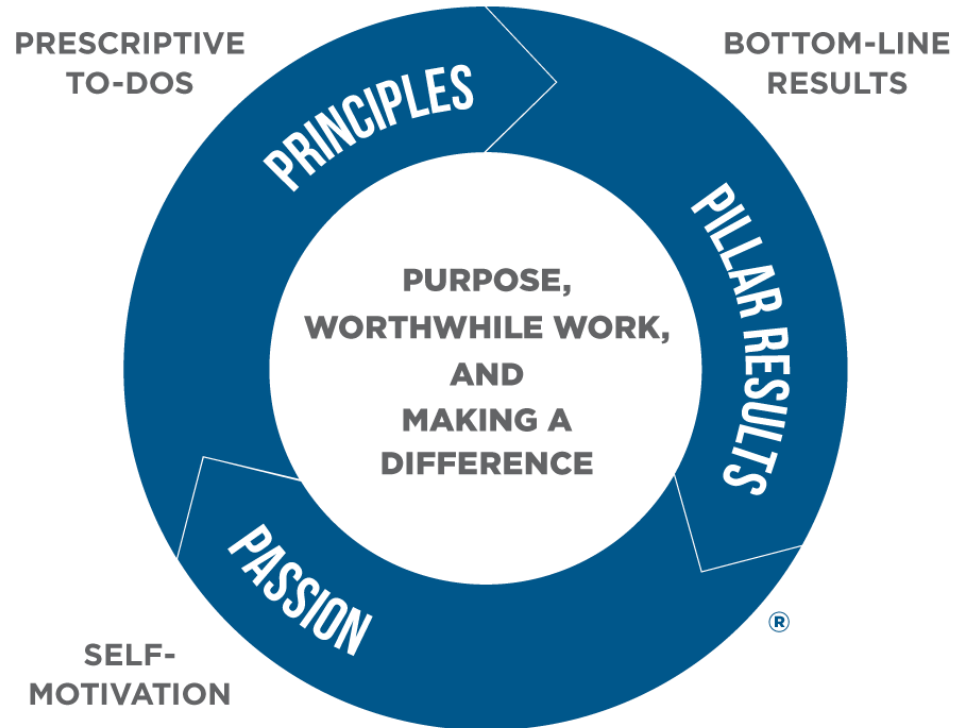 PRESCRIPTIVE
TO-DOS
BOTTOM-LINE
RESULTS
PRINCIPLES
PILLAR RESULTS
PURPOSE,
WORTHWHILE WORK,
AND
MAKING A
DIFFERENCE
PASSION
®
SELF-
MOTIVATION